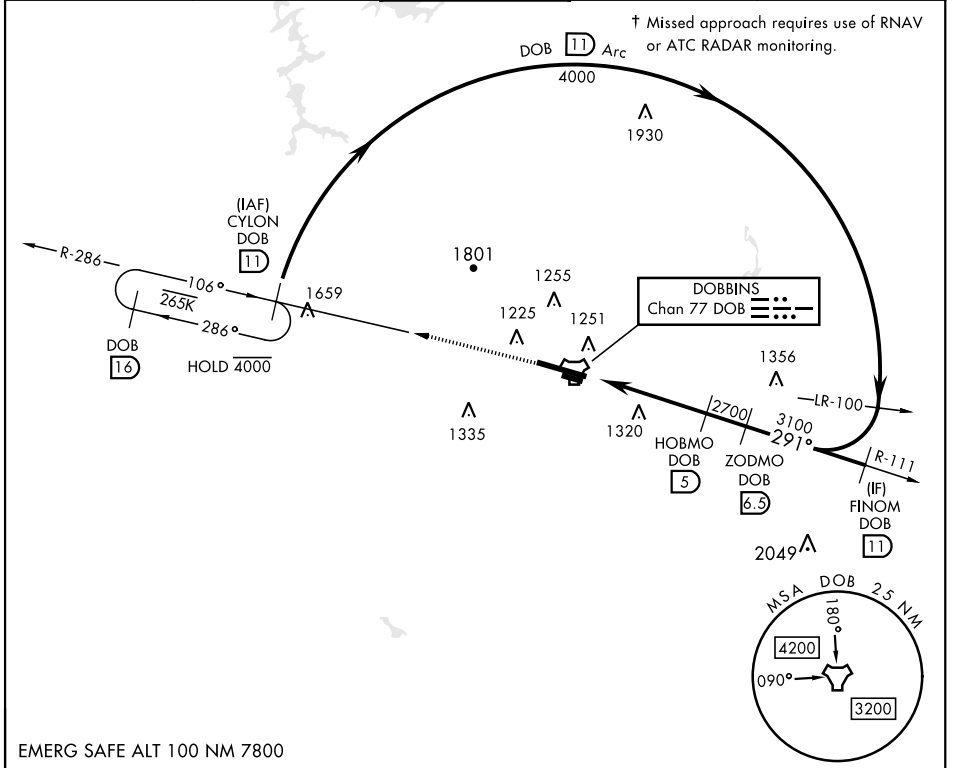 † Missed approach requires use of RNAV
or ATC RADAR monitoring.
DOB 11 Arc
4000
1930
(IAF)
CYLON
DOB
11
R-286
106°
265K
286°
1659
DOB
16
HOLD 4000
1801
1255
1225
1251
DOBBINS
Chan 77 DOB
1356
LR-100
1335
1320
2700
3100
291°
HOBMO
DOB
5
ZODMO
DOB
6.5
R-111
(IF)
FINOM
DOB
11
2049
MSA DOB 25 NM
180°
4200
090°
3200
EMERG SAFE ALT 100 NM 7800